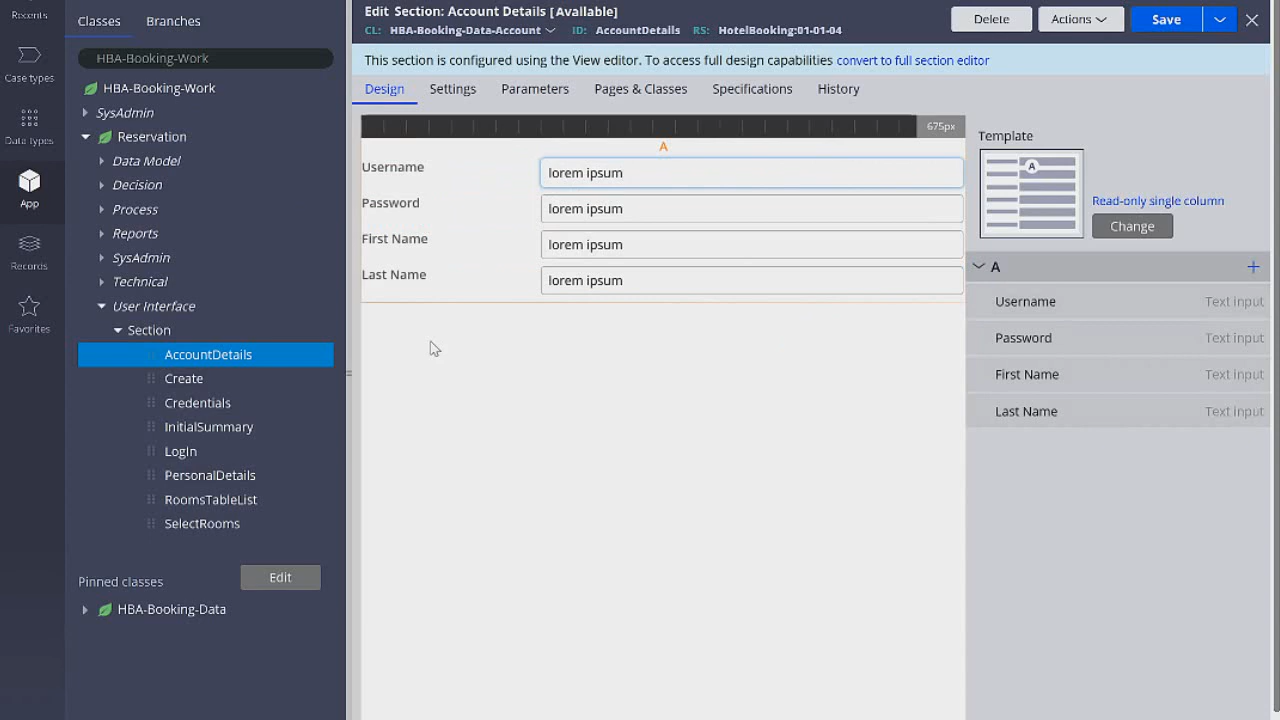 Recents
Case types
Data types
App
Records
Favorites
Classes
Branches
HBA-Booking-Work
HBA-Booking-Work
SysAdmin
Reservation
Data Model
Decision
Process
Reports
SysAdmin
Technical
User Interface
Section
AccountDetails
Create
Credentials
InitialSummary
LogIn
PersonalDetails
RoomsTableList
SelectRooms
Pinned classes
Edit
HBA-Booking-Data
Edit Section: Account Details [Available]
CL: HBA-Booking-Data-Account ID: AccountDetails RS: HotelBooking:01-01-04
Delete
Actions
Save
This section is configured using the View editor. To access full design capabilities convert to full section editor
Design
Settings
Parameters
Pages & Classes
Specifications
History
675px
A
Username
lorem ipsum
Password
lorem ipsum
First Name
lorem ipsum
Last Name
lorem ipsum
Template
A
Read-only single column
Change
A
Username Text input
Password Text input
First Name Text input
Last Name Text input